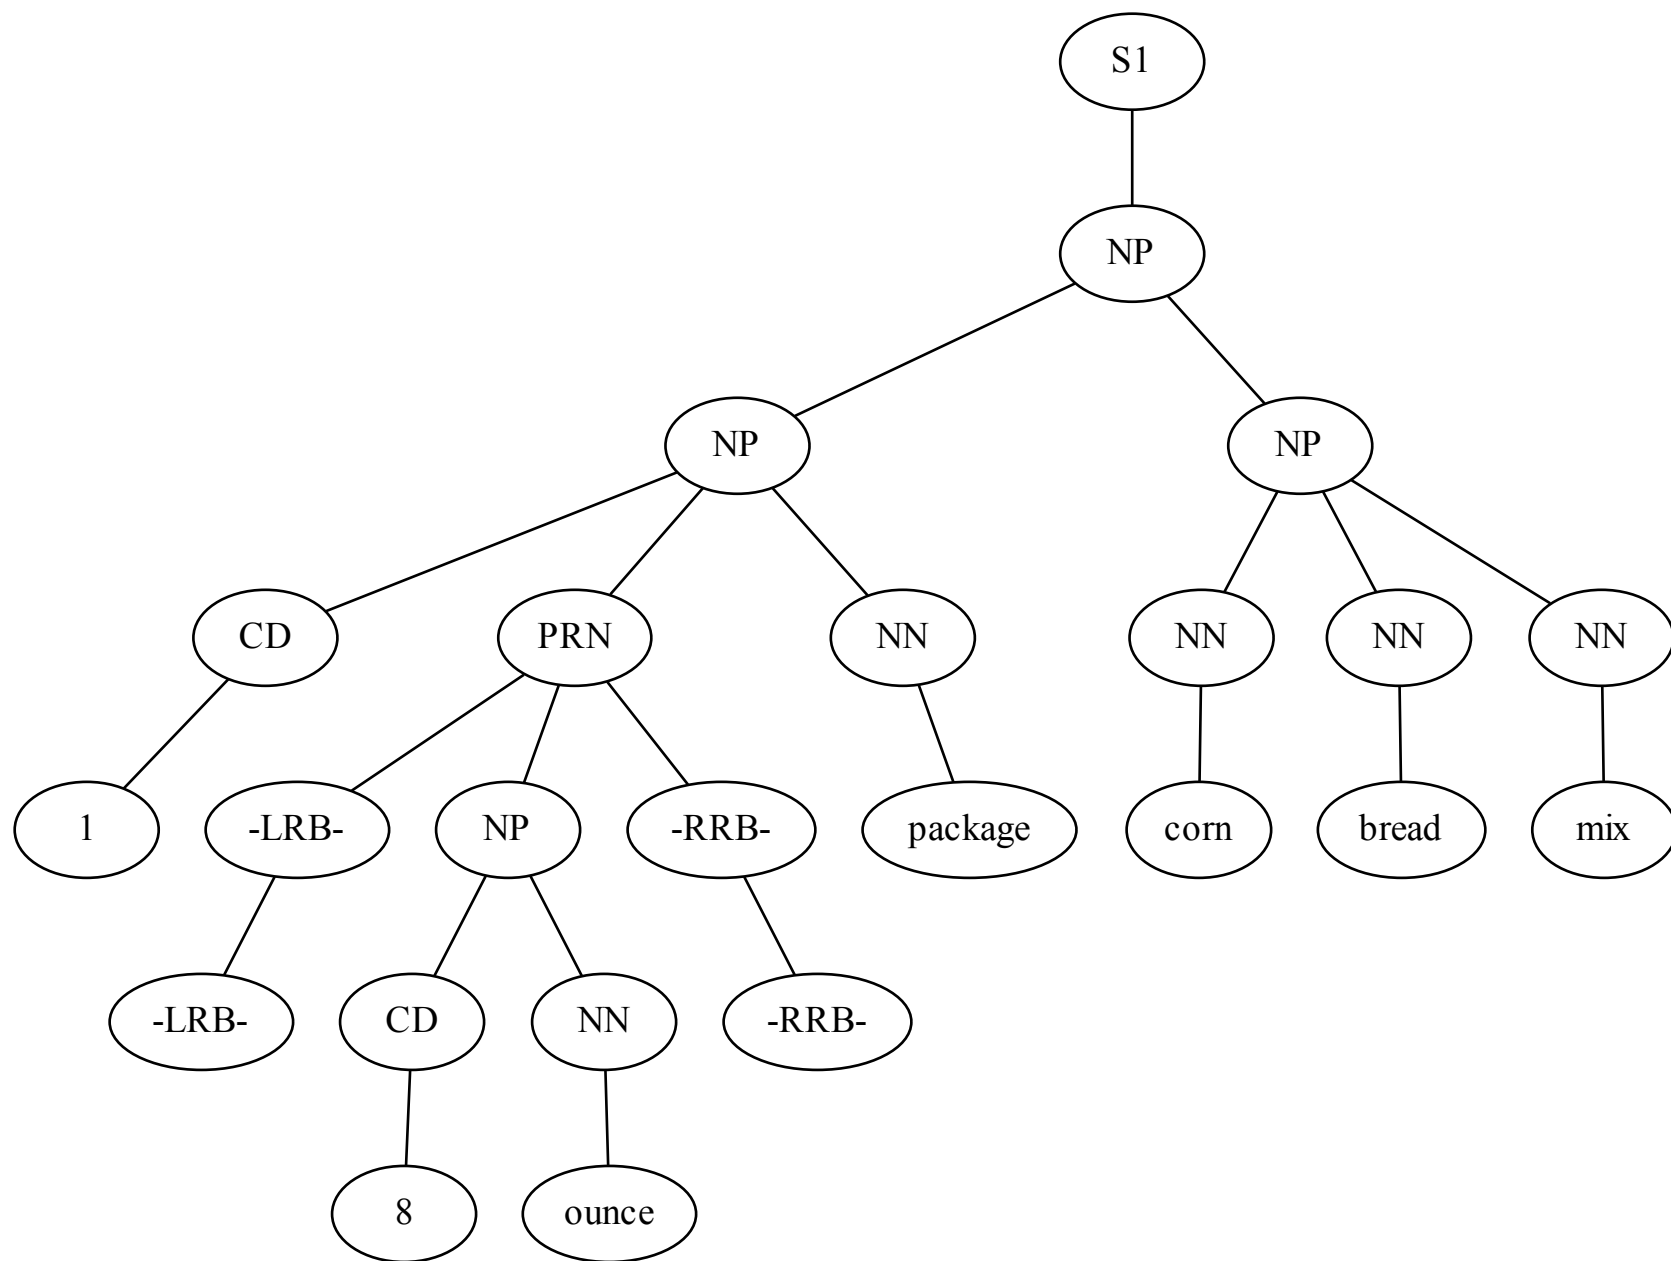 S1
NP
NP NP
CD PRN NN NN NN NN
1 -LRB- NP -RRB- package corn bread mix
-LRB- CD NN -RRB-
8 ounce